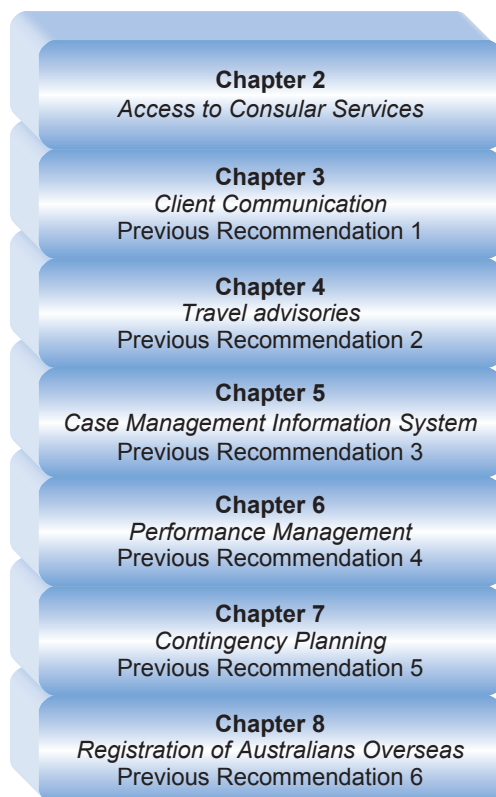 Chapter 2
Access to Consular Services
Chapter 3
Client Communication
Previous Recommendation 1
Chapter 4
Travel advisories
Previous Recommendation 2
Chapter 5
Case Management Information System
Previous Recommendation 3
Chapter 6
Performance Management
Previous Recommendation 4
Chapter 7
Contingency Planning
Previous Recommendation 5
Chapter 8
Registration of Australians Overseas
Previous Recommendation 6